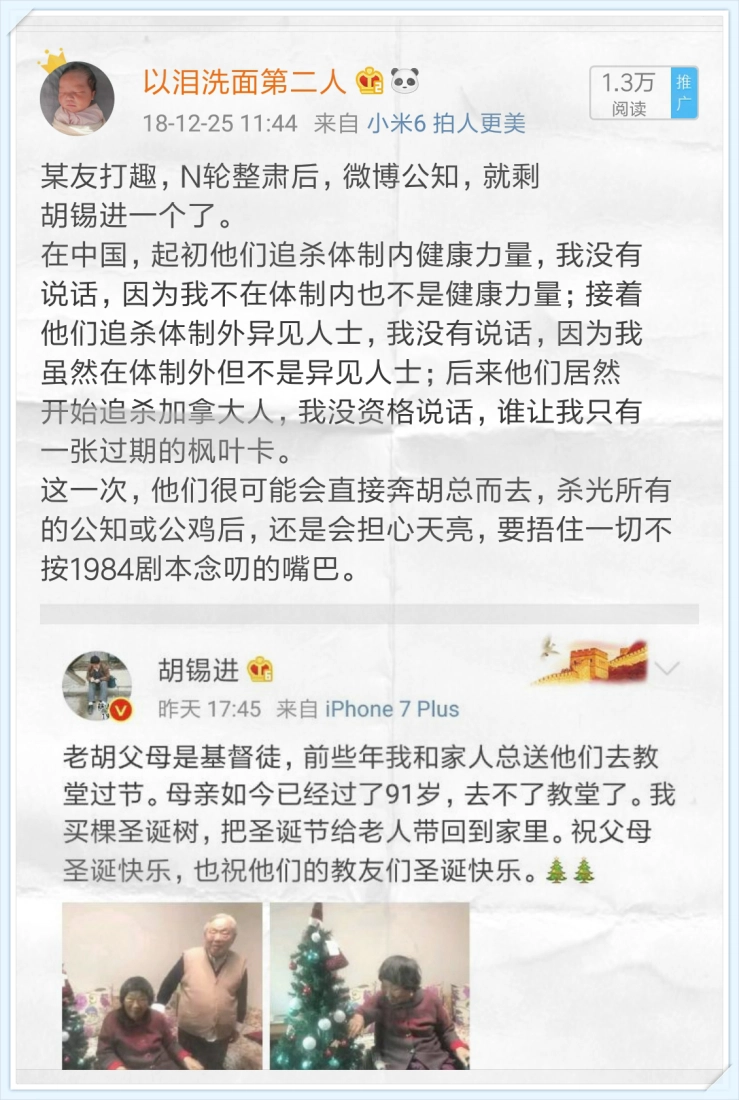 以泪洗面第二人
1.3万
阅读
推广
18-12-25 11:44 来自 小米6 拍人更美
某友打趣，N轮整肃后，微博公知，就剩
胡锡进一个了。
在中国，起初他们追杀体制内健康力量，我没有
说话，因为我不在体制内也不是健康力量；接着
他们追杀体制外异见人士，我没有说话，因为我
虽然在体制外但不是异见人士；后来他们居然
开始追杀加拿大人，我没资格说话，谁让我只有
一张过期的枫叶卡。
这一次，他们很可能会直接奔胡总而去，杀光所有
的公知或公鸡后，还是会担心天亮，要捂住一切不
按1984剧本念叨的嘴巴。
胡锡进
昨天 17:45 来自 iPhone 7 Plus
老胡父母是基督徒，前些年我和家人总送他们去教
堂过节。母亲如今已经过了91岁，去不了教堂了。我
买棵圣诞树，把圣诞节给老人带回到家里。祝父母
圣诞快乐，也祝他们的教友们圣诞快乐。🎄🎄